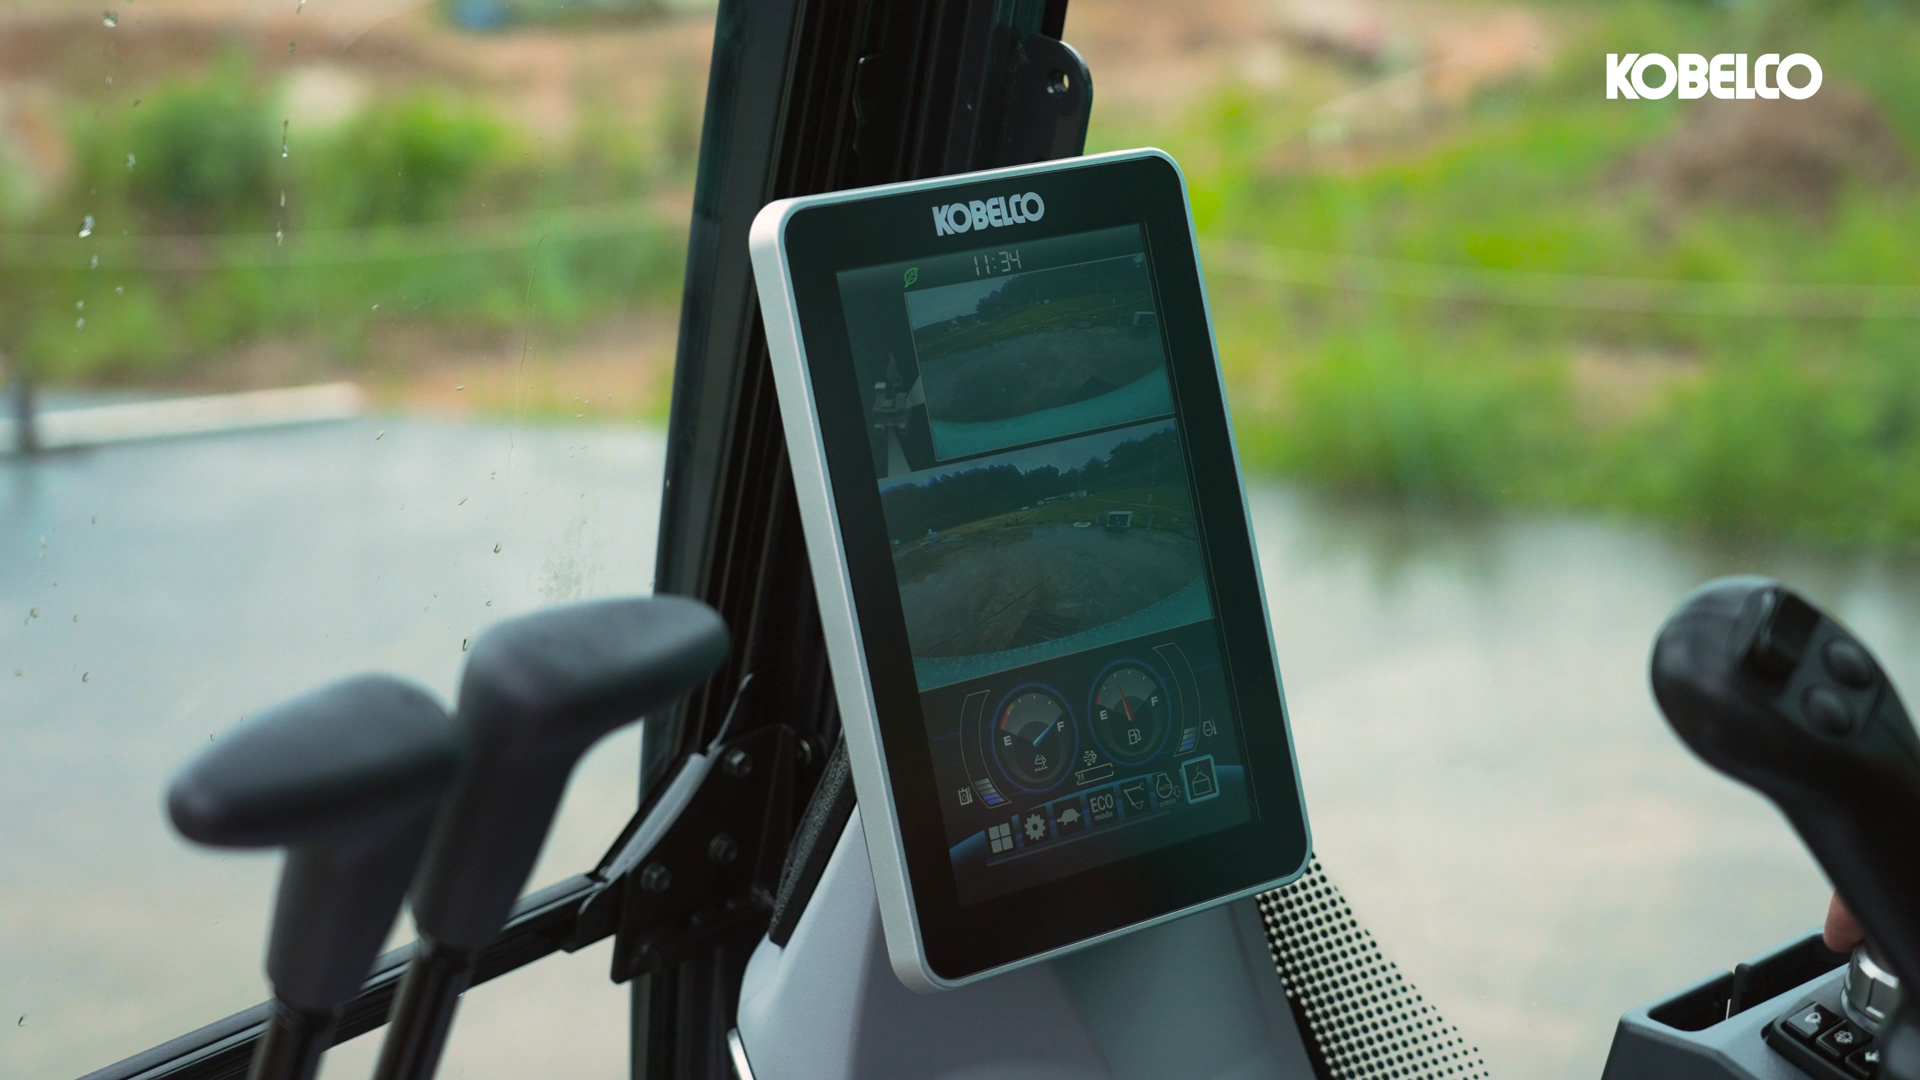 KOBELCO
KOBELCO
11:34
E F
E F
ECO
mode